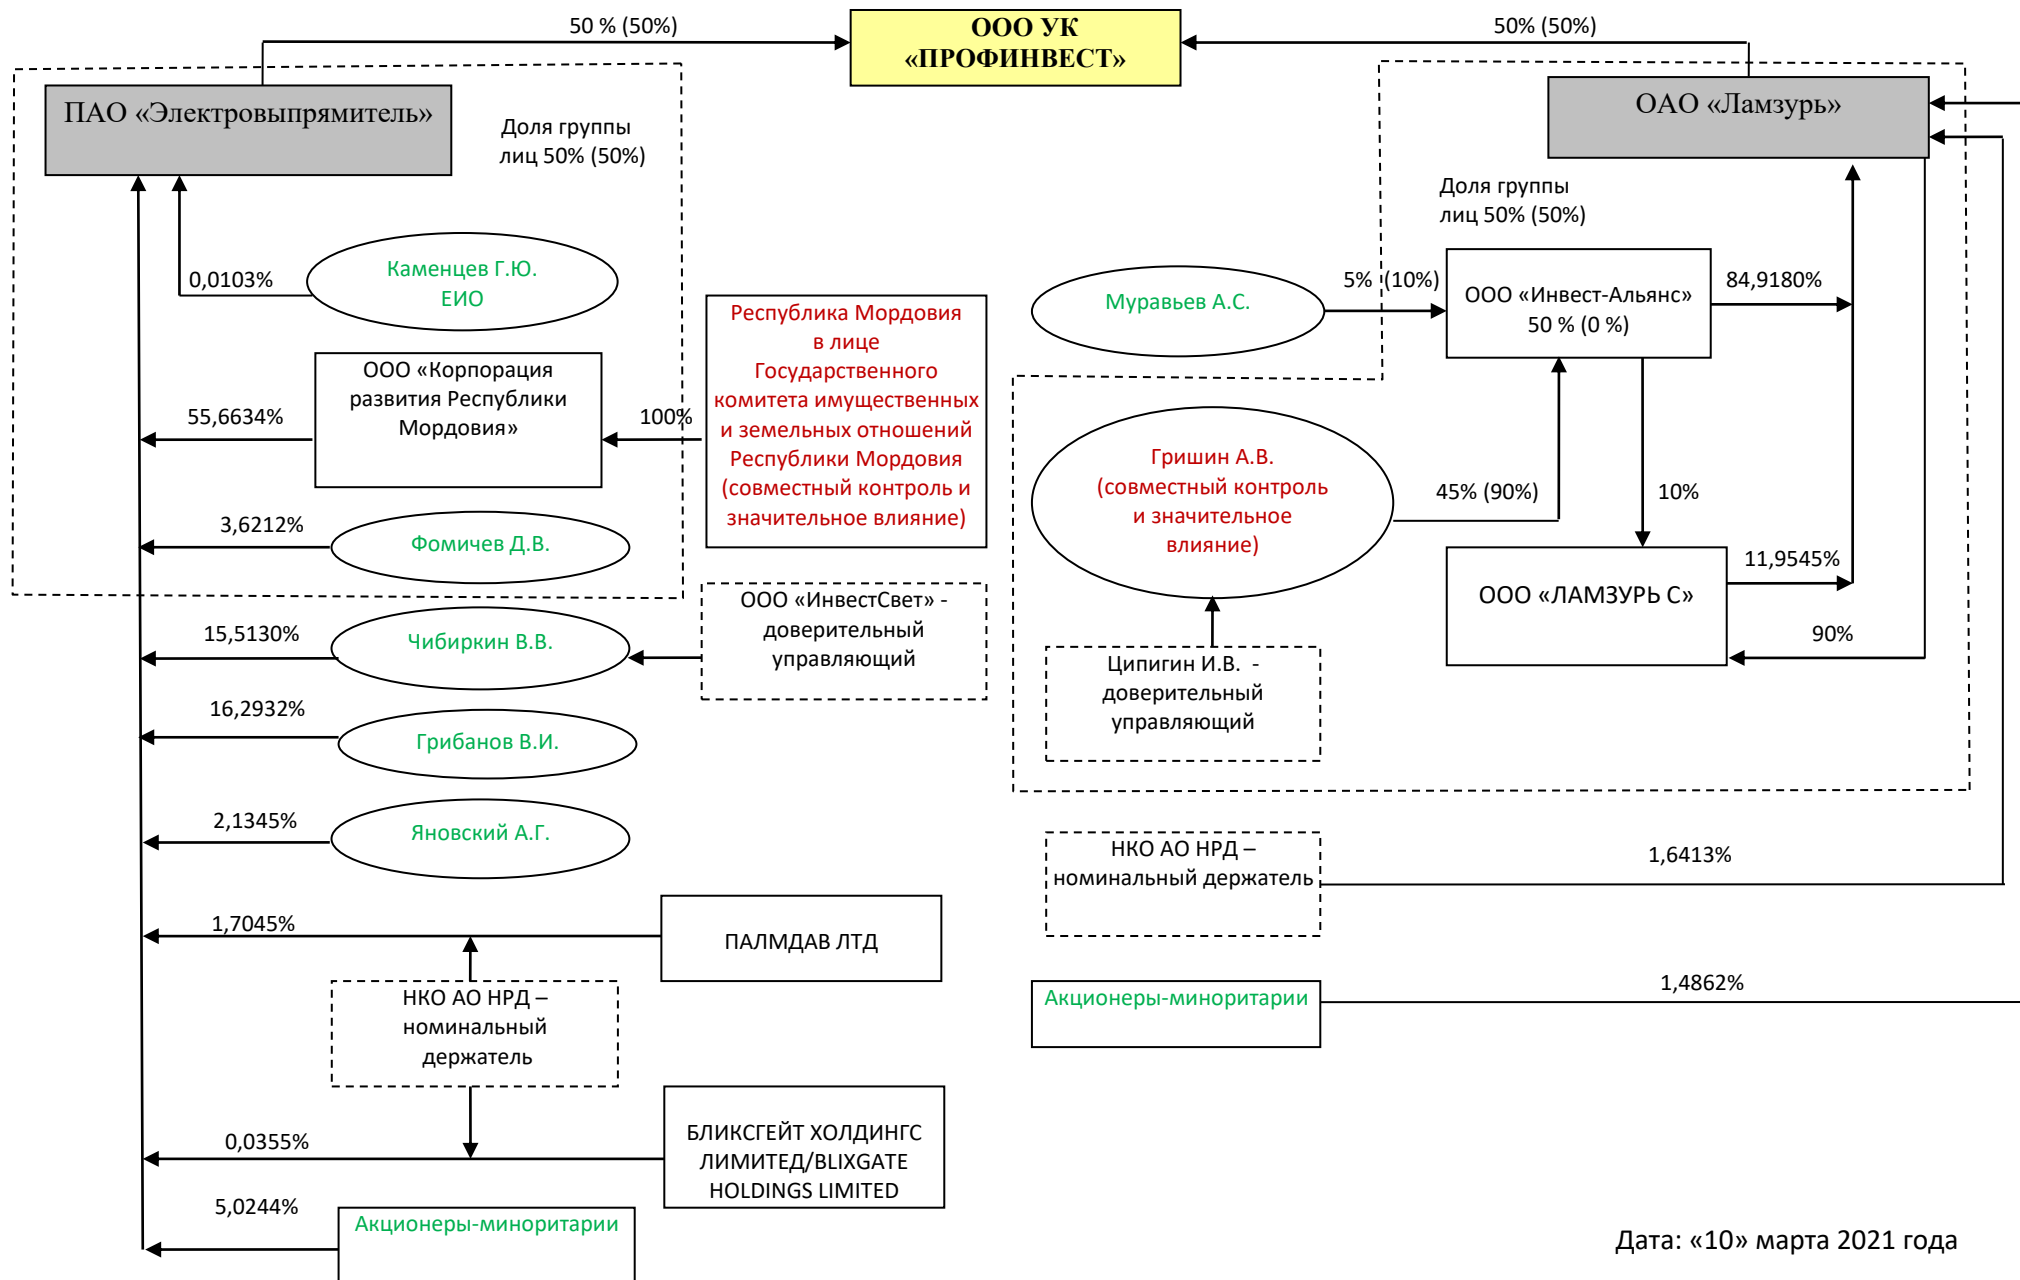 50 % (50%)
ООО УК
«ПРОФИНВЕСТ»
50% (50%)
ПАО «Электровыпрямитель»
Доля группы
лиц 50% (50%)
0,0103%
Каменцев Г.Ю.
ЕИО
55,6634%
ООО «Корпорация
развития Республики
Мордовия»
100%
Республика Мордовия
в лице
Государственного
комитета имущественных
и земельных отношений
Республики Мордовия
(совместный контроль и
значительное влияние)
3,6212%
Фомичев Д.В.
15,5130%
Чибиркин В.В.
ООО «ИнвестСвет» -
доверительный
управляющий
16,2932%
Грибанов В.И.
2,1345%
Яновский А.Г.
1,7045%
ПАЛМДАВ ЛТД
НКО АО НРД –
номинальный
держатель
0,0355%
БЛИКСГЕЙТ ХОЛДИНГС
ЛИМИТЕД/BLIXGATE
HOLDINGS LIMITED
5,0244%
Акционеры-миноритарии
ОАО «Ламзурь»
Доля группы
лиц 50% (50%)
Муравьев А.С.
5% (10%)
ООО «Инвест-Альянс»
50 % (0 %)
84,9180%
Гришин А.В.
(совместный контроль
и значительное
влияние)
45% (90%)
10%
11,9545%
ООО «ЛАМЗУРЬ С»
90%
Ципигин И.В. -
доверительный
управляющий
НКО АО НРД –
номинальный держатель
1,6413%
Акционеры-миноритарии
1,4862%
Дата: «10» марта 2021 года